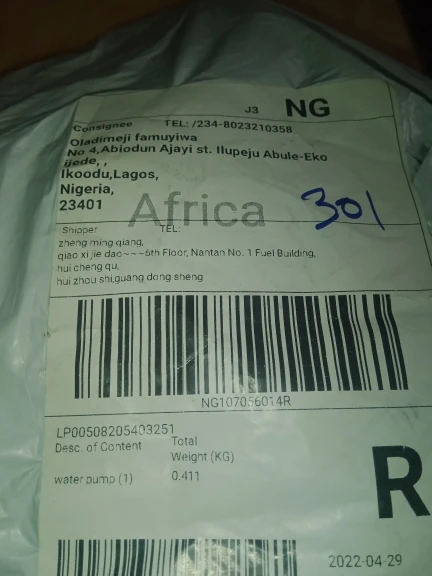 J3 NG
Consignee TEL: /234-8023210358
Oladimeji famuyiwa
No 4,Abiodun Ajayi st. Ilupeju Abule-Eko
ijede, ,
Ikoodu,Lagos,
Nigeria,
23401
Africa
301
Shipper TEL:
zheng ming qiang,
qiao xi jie dao~~~6th Floor, Nantan No. 1 Fuel Building,
hui cheng qu,
hui zhou shi,guang dong sheng
NG107056014R
LP00508205403251
Desc. of Content Total
Weight (KG)
water pump (1) 0.411
R
2022-04-29